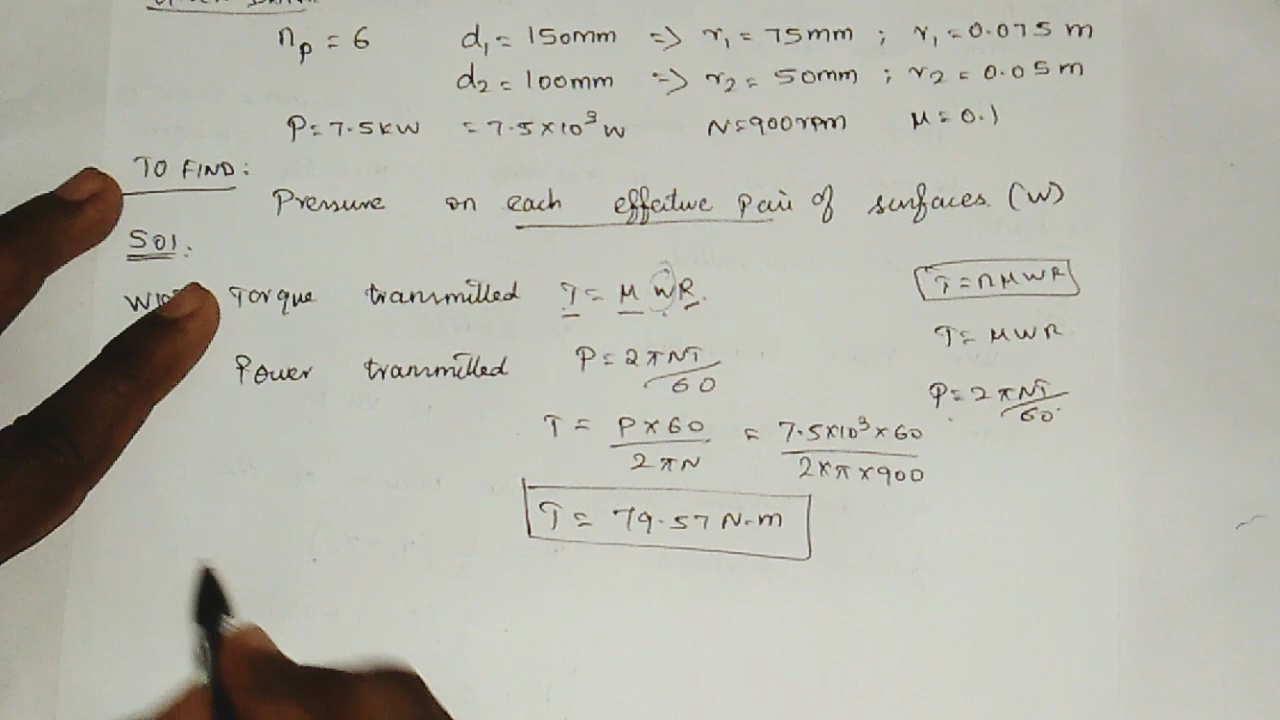 n_p = 6 d₁ = 150mm => r₁ = 75mm ; r₁ = 0.075 m
d₂ = 100mm => r₂ = 50mm ; r₂ = 0.05m
P = 7.5KW = 7.5×10³ W N=900rpm μ = 0.1
TO FIND:
Pressure on each effective pair of surfaces (W)
Sol:
Torque transmitted T = μ W R.
T = nμWR
T = μWR
Power transmitted P = 2πNT/60
P = 2πNT/60
T = P×60/2πN = 7.5×10³×60/2×π×900
T = 79.57 N-m